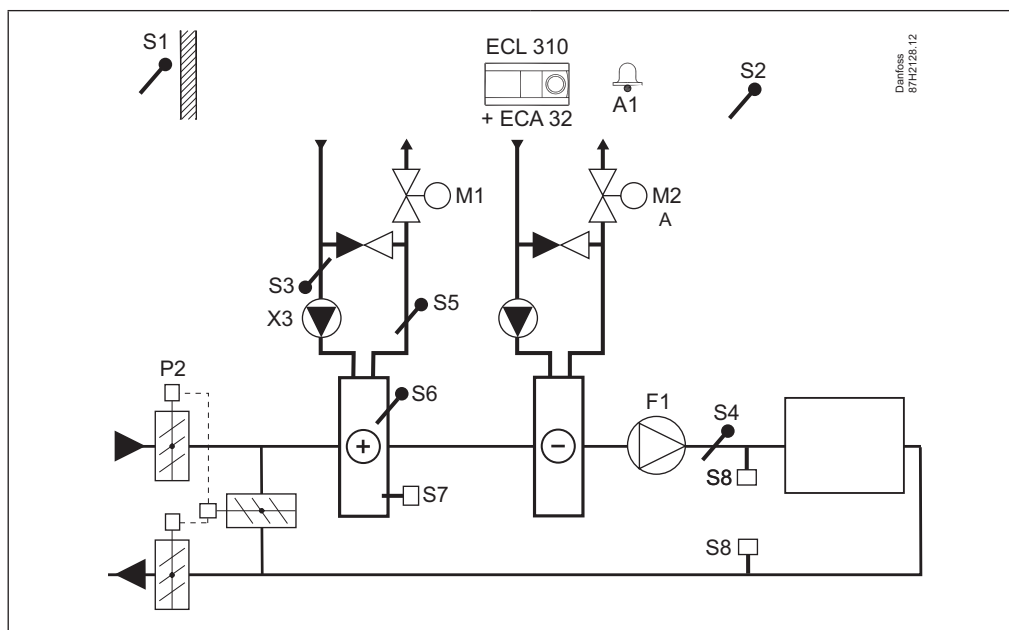 S1
ECL 310
+ ECA 32
A1
S2
Danfoss
87H2128.12
M1
M2
A
S3
X3
S5
P2
S6
S7
F1
S4
S8
S8